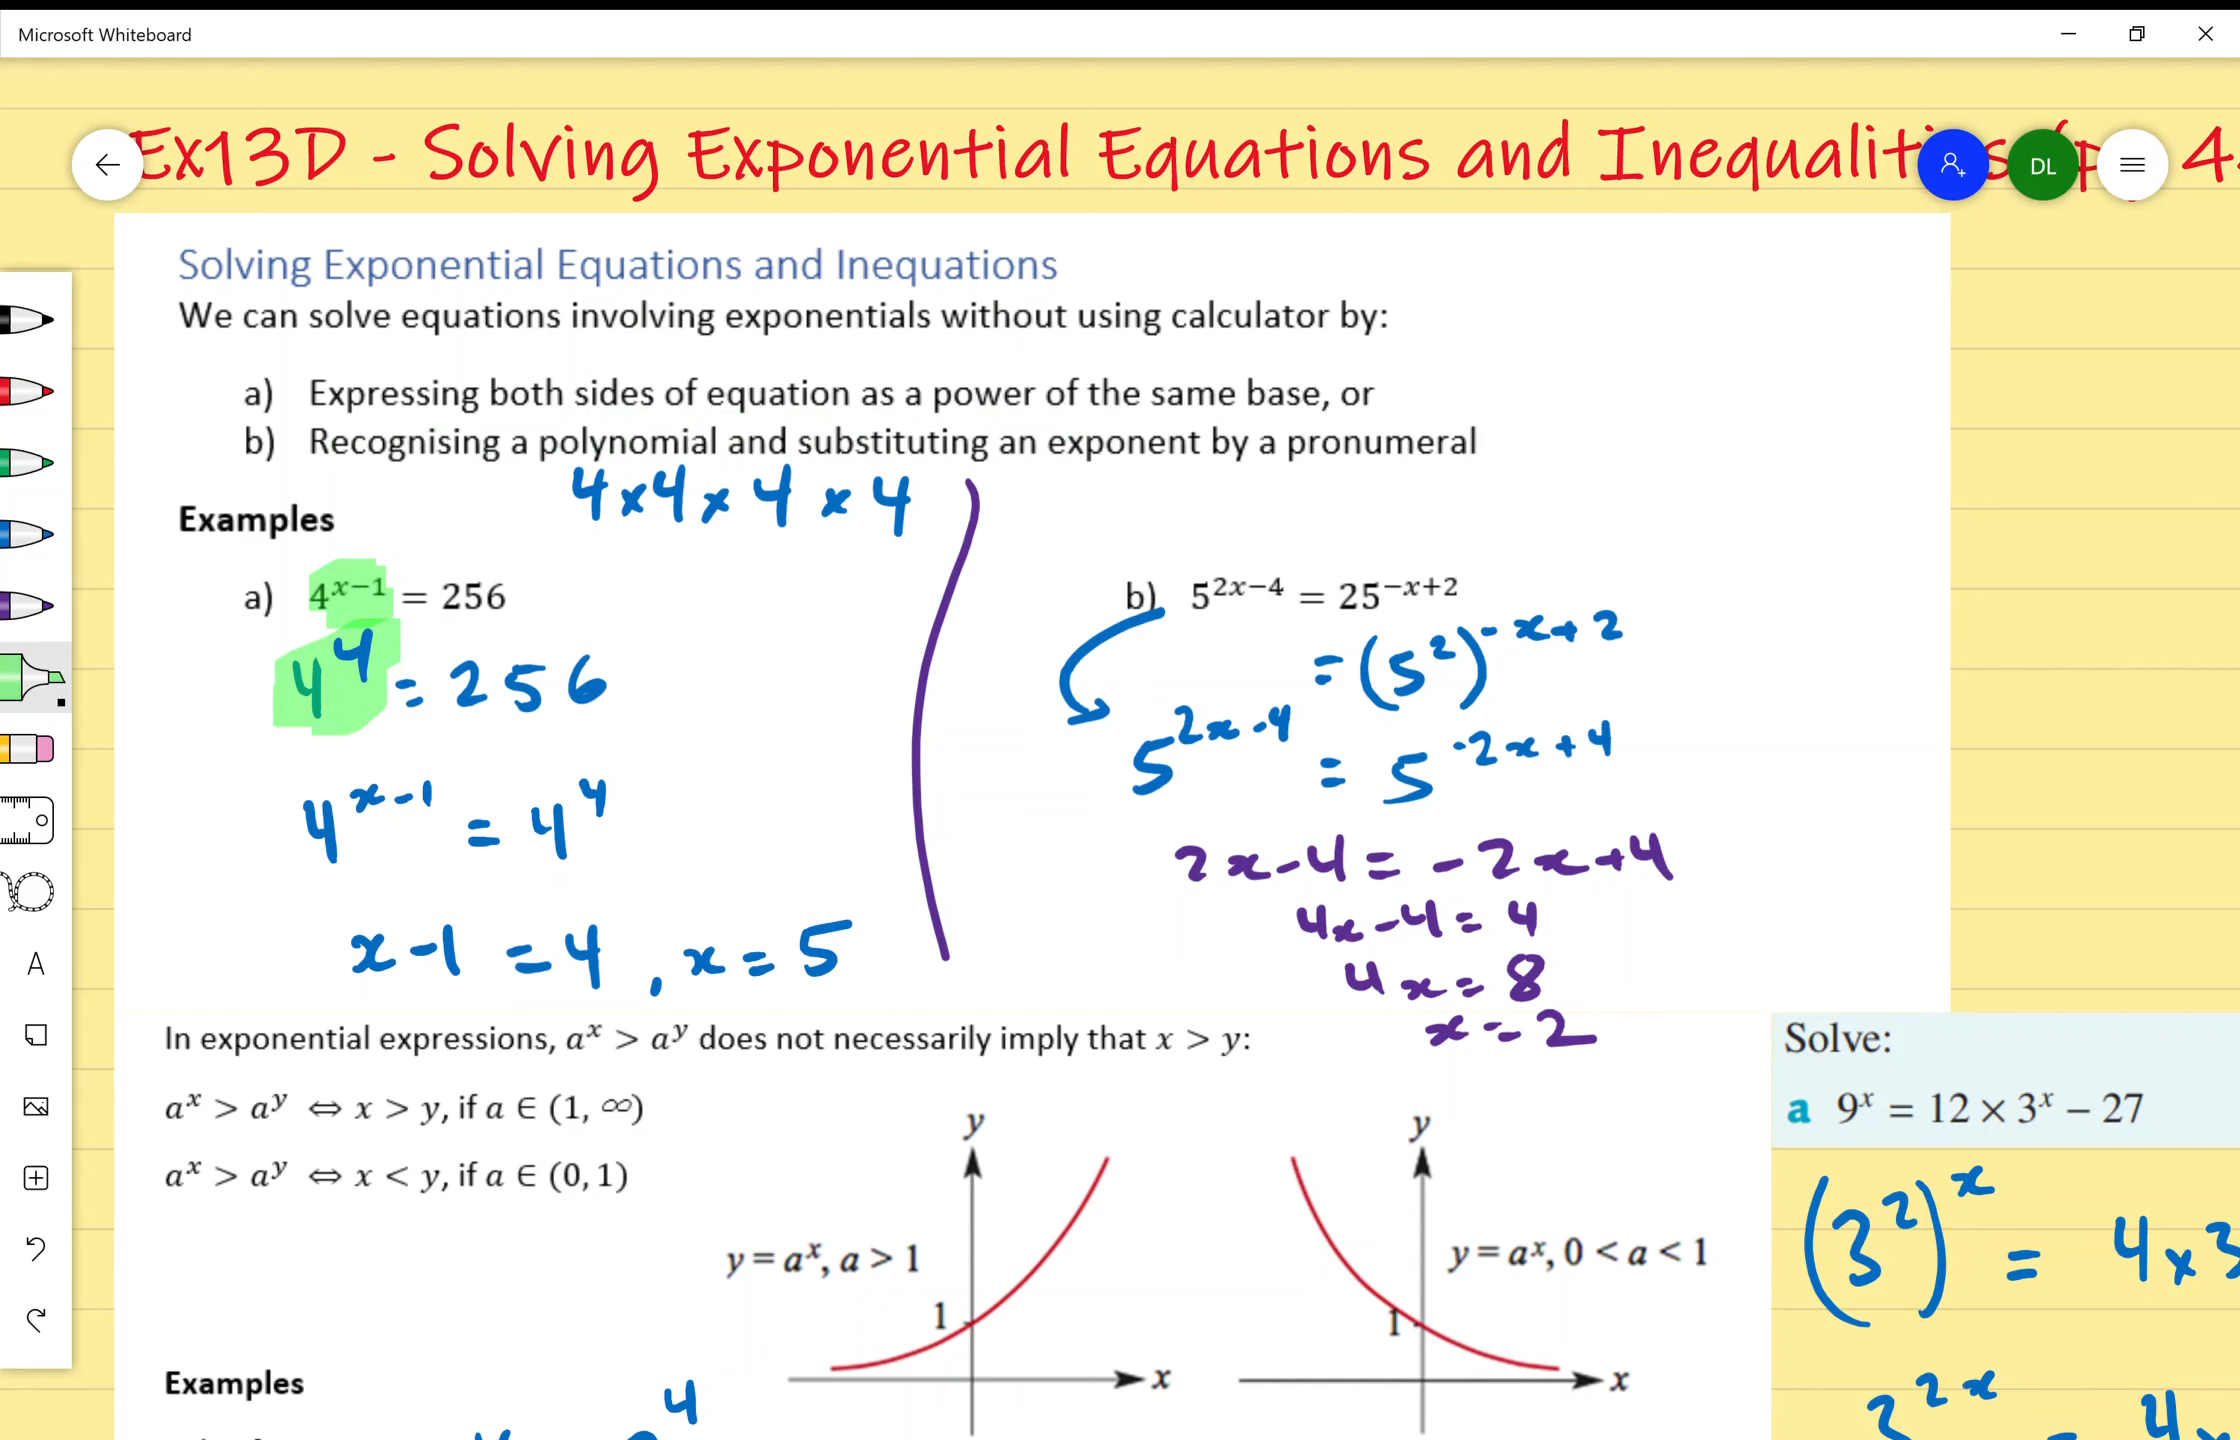 Microsoft Whiteboard
Ex13D - Solving Exponential Equations and Inequalities (p 4
DL
Solving Exponential Equations and Inequations
We can solve equations involving exponentials without using calculator by:
a) Expressing both sides of equation as a power of the same base, or
b) Recognising a polynomial and substituting an exponent by a pronumeral
4×4×4×4
Examples
a) 4^{x−1} = 256
4^4 = 256
4^{x-1} = 4^4
x-1 = 4, x = 5
b) 5^{2x−4} = 25^{−x+2}
= (5^2)^{-x+2}
5^{2x-4} = 5^{-2x+4}
2x-4 = -2x+4
4x-4 = 4
4x = 8
x = 2
In exponential expressions, a^x > a^y does not necessarily imply that x > y:
a^x > a^y ⇔ x > y, if a ∈ (1, ∞)
a^x > a^y ⇔ x < y, if a ∈ (0, 1)
y
y = a^x, a > 1
1
x
y
y = a^x, 0 < a < 1
1
x
Examples
4
Solve:
a 9^x = 12 × 3^x − 27
(3^2)^x = 4×3
3^{2x} = 4×
A